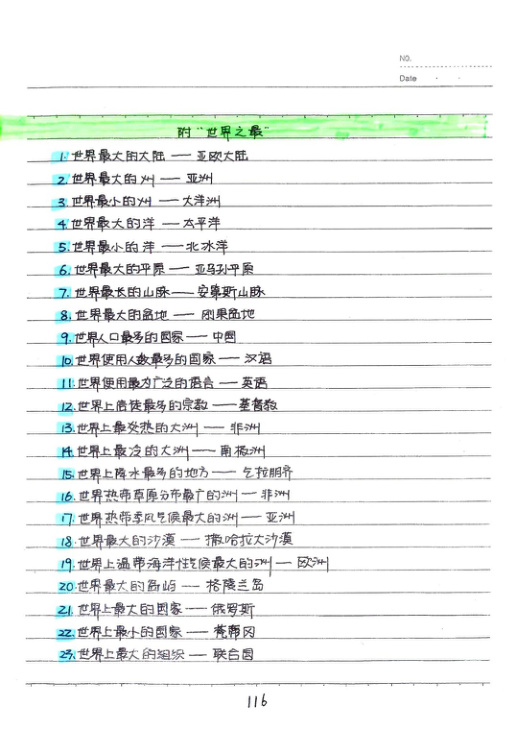 NO.
Date
附“世界之最”
1. 世界最大的大陆 — 亚欧大陆
2. 世界最大的州 — 亚洲
3. 世界最小的州 — 大洋洲
4. 世界最大的洋 — 太平洋
5. 世界最小的洋 — 北冰洋
6. 世界最大的平原 — 亚马孙平原
7. 世界最长的山脉 — 安第斯山脉
8. 世界最大的盆地 — 刚果盆地
9. 世界人口最多的国家 — 中国
10. 世界使用人数最多的国家 — 汉语
11. 世界使用最为广泛的语言 — 英语
12. 世界上信徒最多的宗教 — 基督教
13. 世界上最炎热的大洲 — 非洲
14. 世界上最冷的大洲 — 南极洲
15. 世界上降水最多的地方 — 乞拉朋齐
16. 世界热带草原分布最广的洲 — 非洲
17. 世界热带季风气候最大的洲 — 亚洲
18. 世界最大的沙漠 — 撒哈拉大沙漠
19. 世界上温带海洋性气候最大的洲 — 欧洲
20. 世界最大的岛屿 — 格陵兰岛
21. 世界上最大的国家 — 俄罗斯
22. 世界上最小的国家 — 梵蒂冈
23. 世界上最大的组织 — 联合国
116